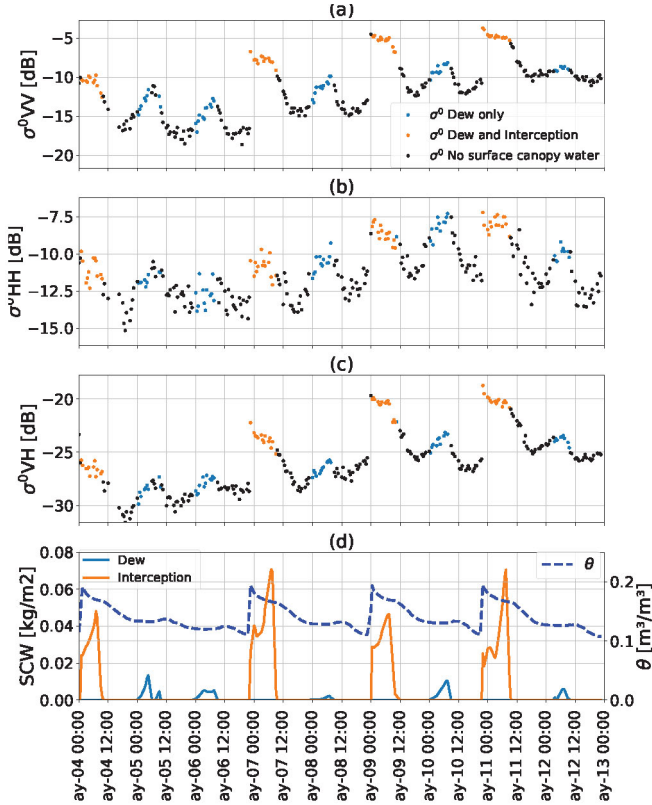 (a)
σ⁰VV [dB]
−5
−10
−15
−20
σ⁰ Dew only
σ⁰ Dew and Interception
σ⁰ No surface canopy water
(b)
σ⁰HH [dB]
−7.5
−10.0
−12.5
−15.0
(c)
σ⁰VH [dB]
−20
−25
−30
(d)
SCW [kg/m2]
0.08
0.06
0.04
0.02
0.00
Dew
Interception
θ
0.2
0.1
0.0
θ [m³/m³]
ay-04 00:00
ay-04 12:00
ay-05 00:00
ay-05 12:00
ay-06 00:00
ay-06 12:00
ay-07 00:00
ay-07 12:00
ay-08 00:00
ay-08 12:00
ay-09 00:00
ay-09 12:00
ay-10 00:00
ay-10 12:00
ay-11 00:00
ay-11 12:00
ay-12 00:00
ay-12 12:00
ay-13 00:00